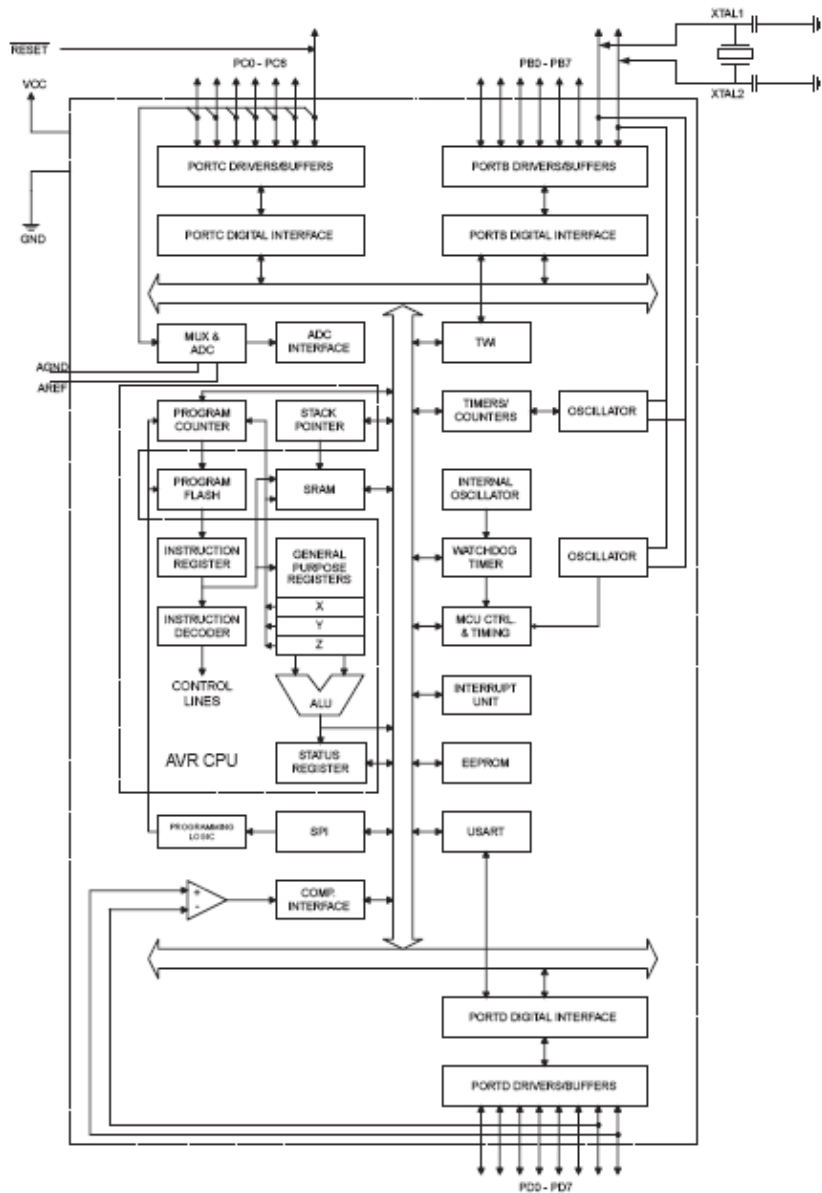 XTAL1
RESET
PC0 - PC6
PB0 - PB7
VCC
XTAL2
PORTC DRIVERS/BUFFERS
PORTB DRIVERS/BUFFERS
GND
PORTC DIGITAL INTERFACE
PORTB DIGITAL INTERFACE
MUX &
ADC
ADC
INTERFACE
TWI
AGND
AREF
PROGRAM
COUNTER
STACK
POINTER
TIMERS/
COUNTERS
OSCILLATOR
PROGRAM
FLASH
SRAM
INTERNAL
OSCILLATOR
INSTRUCTION
REGISTER
GENERAL
PURPOSE
REGISTERS
WATCHDOG
TIMER
OSCILLATOR
X
INSTRUCTION
DECODER
Y
MCU CTRL.
& TIMING
Z
CONTROL
LINES
ALU
INTERRUPT
UNIT
AVR CPU
STATUS
REGISTER
EEPROM
PROGRAMMING
LOGIC
SPI
USART
+
-
COMP.
INTERFACE
PORTD DIGITAL INTERFACE
PORTD DRIVERS/BUFFERS
PD0 - PD7